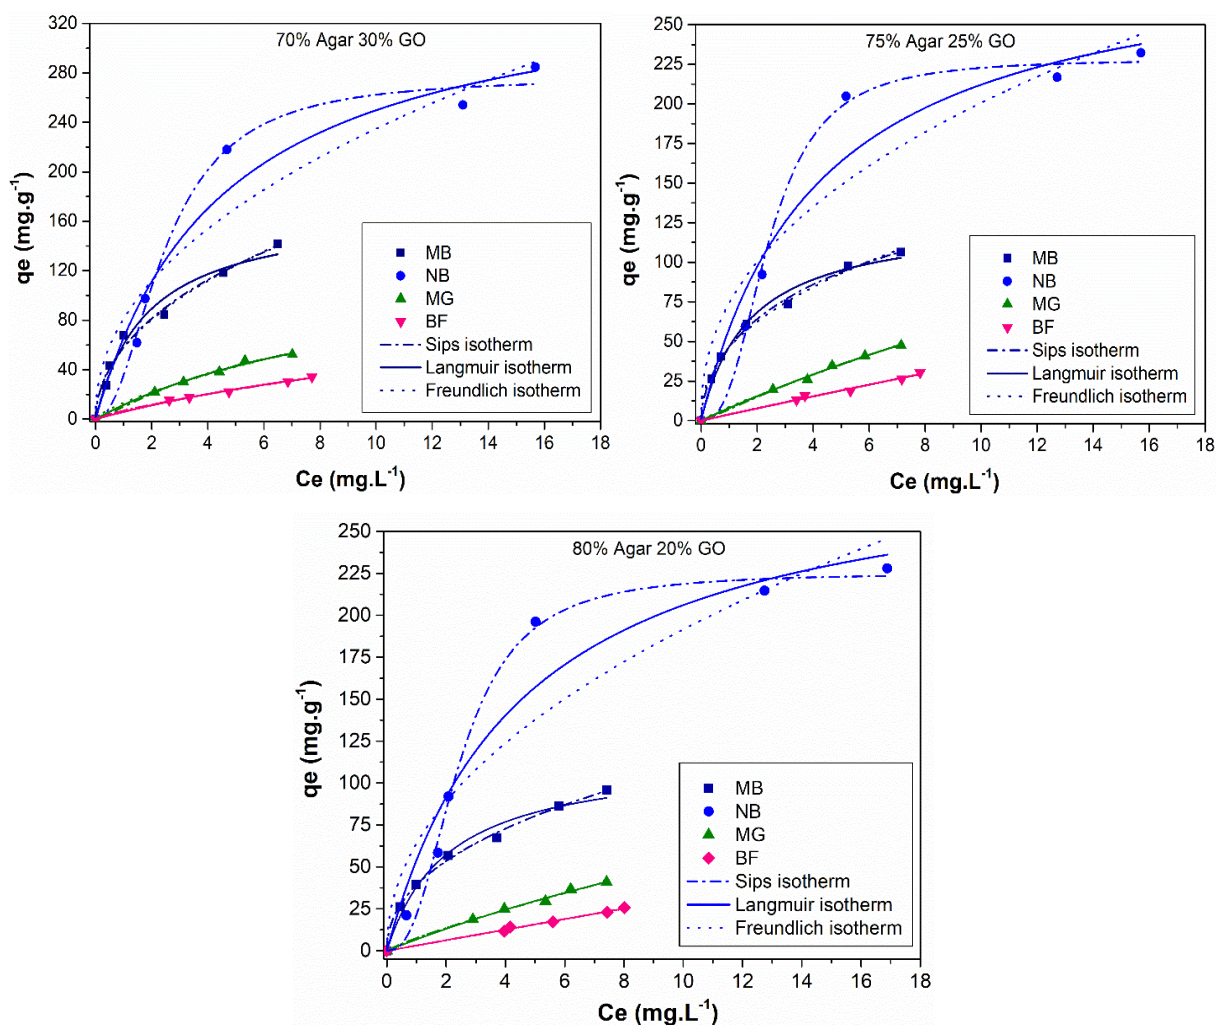 70% Agar 30% GO
qe (mg.g-1)
320
280
240
200
160
120
80
40
0
MB
NB
MG
BF
Sips isotherm
Langmuir isotherm
Freundlich isotherm
0 2 4 6 8 10 12 14 16 18
Ce (mg.L-1)
75% Agar 25% GO
qe (mg.g-1)
250
225
200
175
150
125
100
75
50
25
0
MB
NB
MG
BF
Sips isotherm
Langmuir isotherm
Freundlich isotherm
0 2 4 6 8 10 12 14 16 18
Ce (mg.L-1)
80% Agar 20% GO
qe (mg.g-1)
250
225
200
175
150
125
100
75
50
25
0
MB
NB
MG
BF
Sips isotherm
Langmuir isotherm
Freundlich isotherm
0 2 4 6 8 10 12 14 16 18
Ce (mg.L-1)